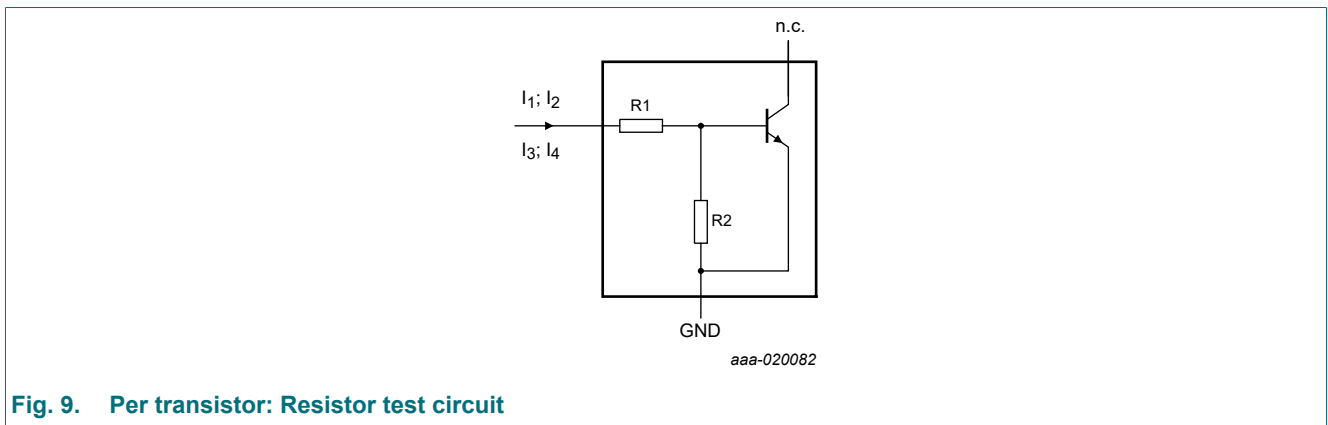 n.c.
I1; I2
R1
I3; I4
R2
GND
aaa-020082
Fig. 9. Per transistor: Resistor test circuit